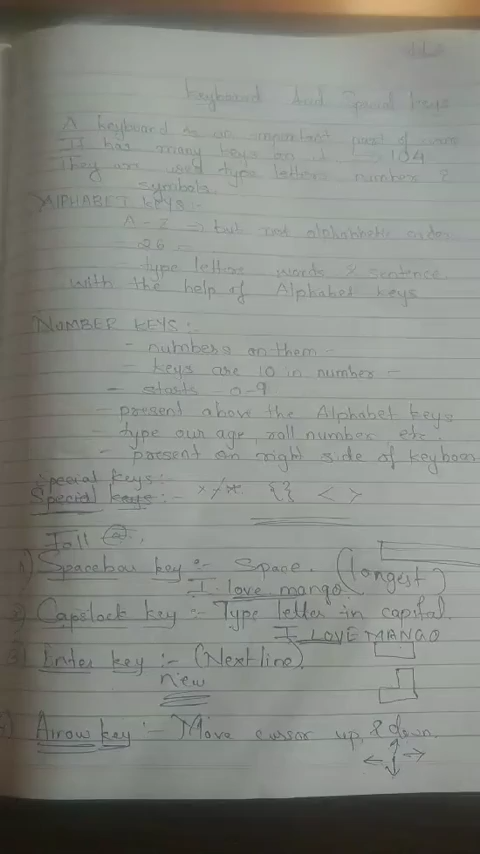 Keyboard And Special Keys
A keyboard is an important part of com
It has many keys on it → 104
They are used type letters number &
symbols.
ALPHABET KEYS:-
A-Z → but not alphabhetic order
- 26 -
- type letters words & sentence
with the help of Alphabet keys
NUMBER KEYS:-
- numbers on them -
- keys are 10 in number -
- starts - 0-9
- present above the Alphabet keys
- type our age, roll number etc.
- present on right side of keyboar
Special keys:-
Special keys:- * / * {} < >
1) Spacebar key:- Space. (longest)
I love mango
2) Capslock key:- Type letter in capital.
I LOVE MANGO
3) Enter key:- (Next line)
new
Arrow key:- Move cursor up & down.